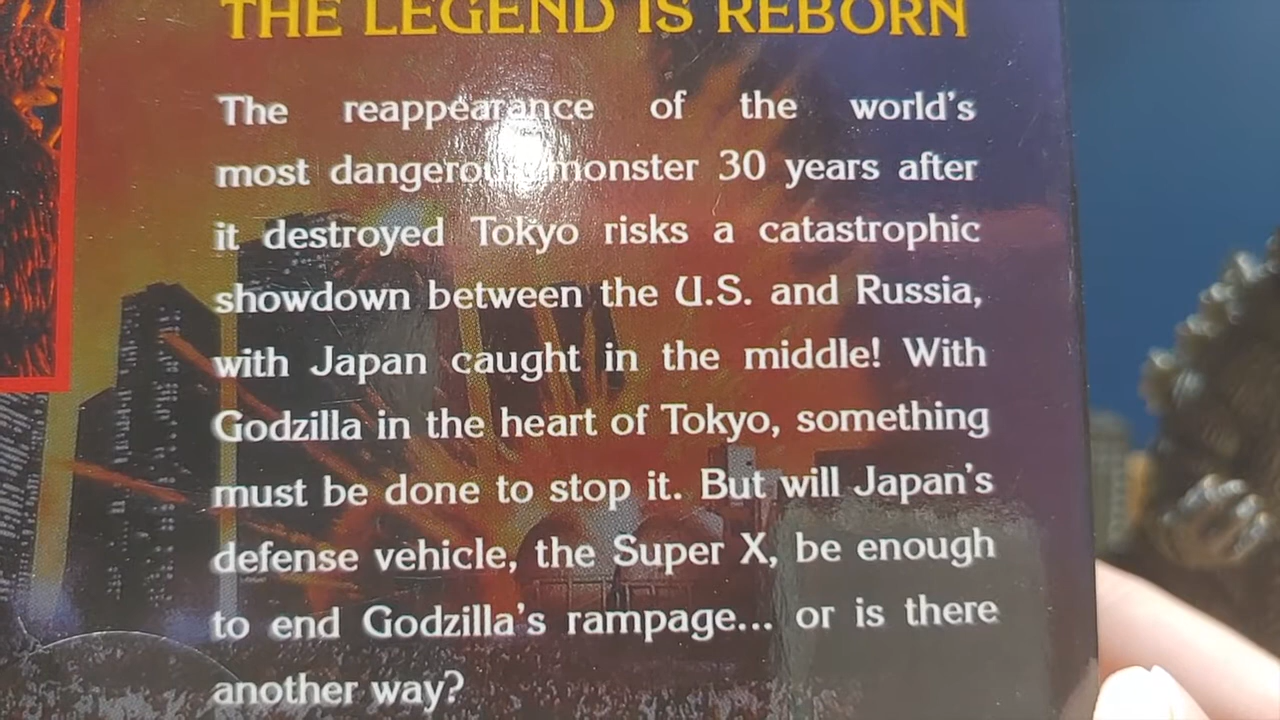 THE LEGEND IS REBORN
The reappearance of the world's
most dangerous monster 30 years after
it destroyed Tokyo risks a catastrophic
showdown between the U.S. and Russia,
with Japan caught in the middle! With
Godzilla in the heart of Tokyo, something
must be done to stop it. But will Japan's
defense vehicle, the Super X, be enough
to end Godzilla's rampage... or is there
another way?